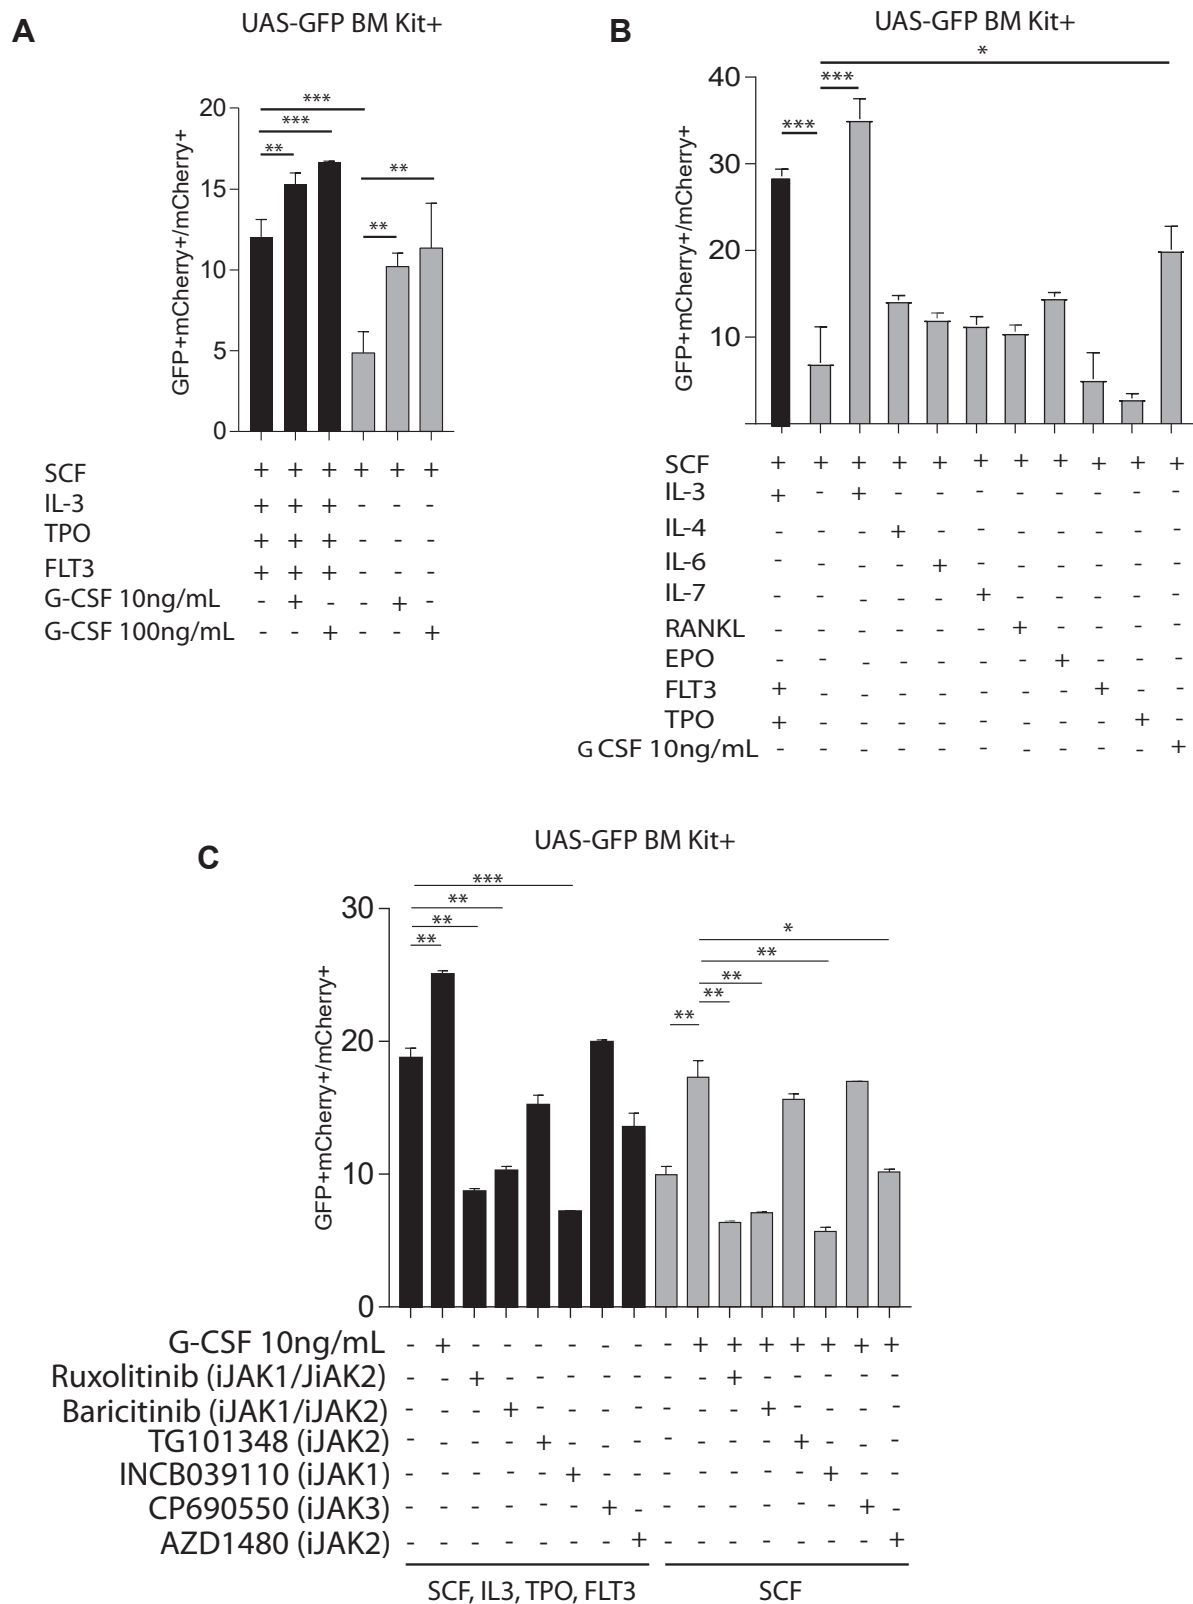 A
UAS-GFP BM Kit+
GFP+mCherry+/mCherry+
20
15
10
5
0
***
***
**
**
**
SCF + + + + + +
IL-3 + + + - - -
TPO + + + - - -
FLT3 + + + - - -
G-CSF 10ng/mL - + - - + -
G-CSF 100ng/mL - - + - - +
B
UAS-GFP BM Kit+
GFP+mCherry+/mCherry+
40
30
20
10
*
***
***
SCF + + + + + + + + + + +
IL-3 + - + - - - - - - - -
IL-4 - - - + - - - - - - -
IL-6 - - - - + - - - - - -
IL-7 - - - - - + - - - - -
RANKL - - - - - - + - - - -
EPO - - - - - - - + - - -
FLT3 + - - - - - - - + - -
TPO + - - - - - - - - + -
G CSF 10ng/mL - - - - - - - - - - +
C
UAS-GFP BM Kit+
GFP+mCherry+/mCherry+
30
20
10
0
***
**
**
**
*
**
**
**
**
G-CSF 10ng/mL - + - - - - - - - + + + + + + +
Ruxolitinib (iJAK1/JiAK2) - - + - - - - - - - + - - - - -
Baricitinib (iJAK1/iJAK2) - - - + - - - - - - - + - - - -
TG101348 (iJAK2) - - - - + - - - - - - - + - - -
INCB039110 (iJAK1) - - - - - + - - - - - - - + - -
CP690550 (iJAK3) - - - - - - + - - - - - - - + -
AZD1480 (iJAK2) - - - - - - - + - - - - - - - +
SCF, IL3, TPO, FLT3 SCF